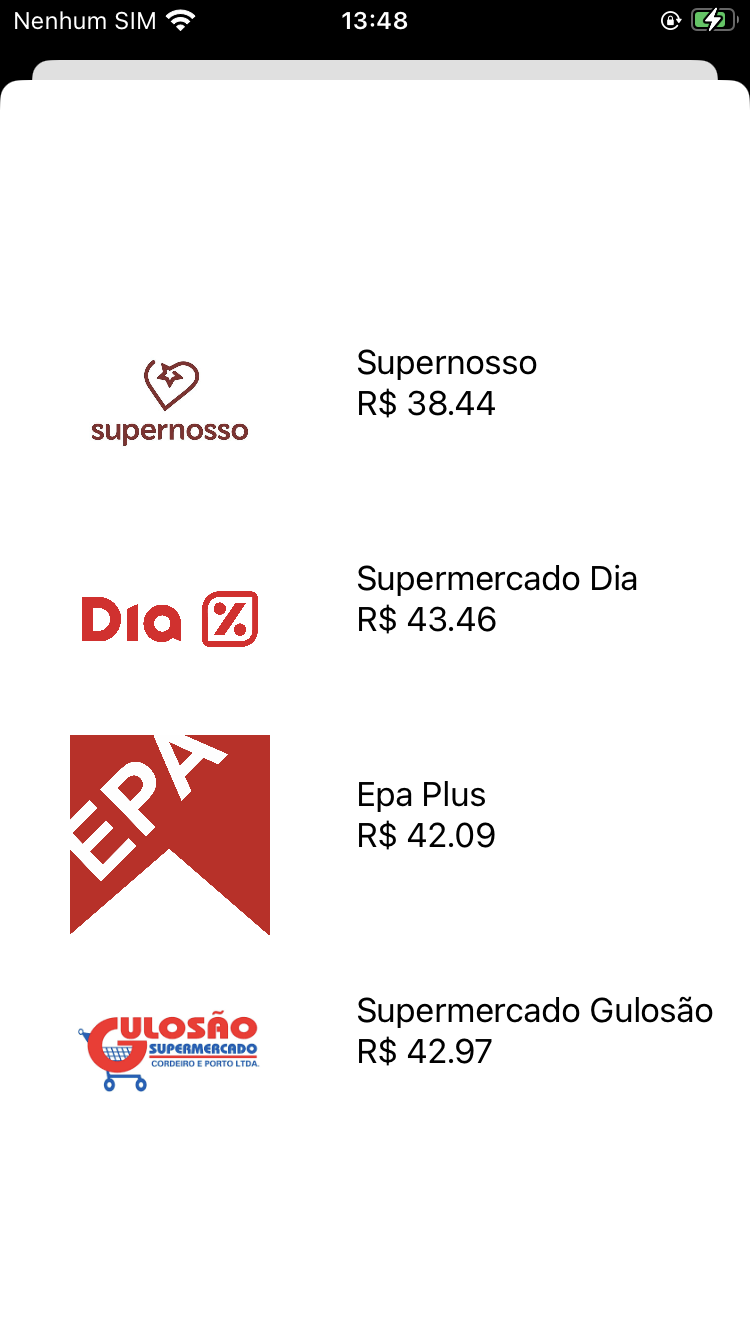 Nenhum SIM 13:48
supernosso
Supernosso
R$ 38.44
Dia %
Supermercado Dia
R$ 43.46
EPA
Epa Plus
R$ 42.09
GULOSÃO
SUPERMERCADO
CORDEIRO E PORTO LTDA.
Supermercado Gulosão
R$ 42.97